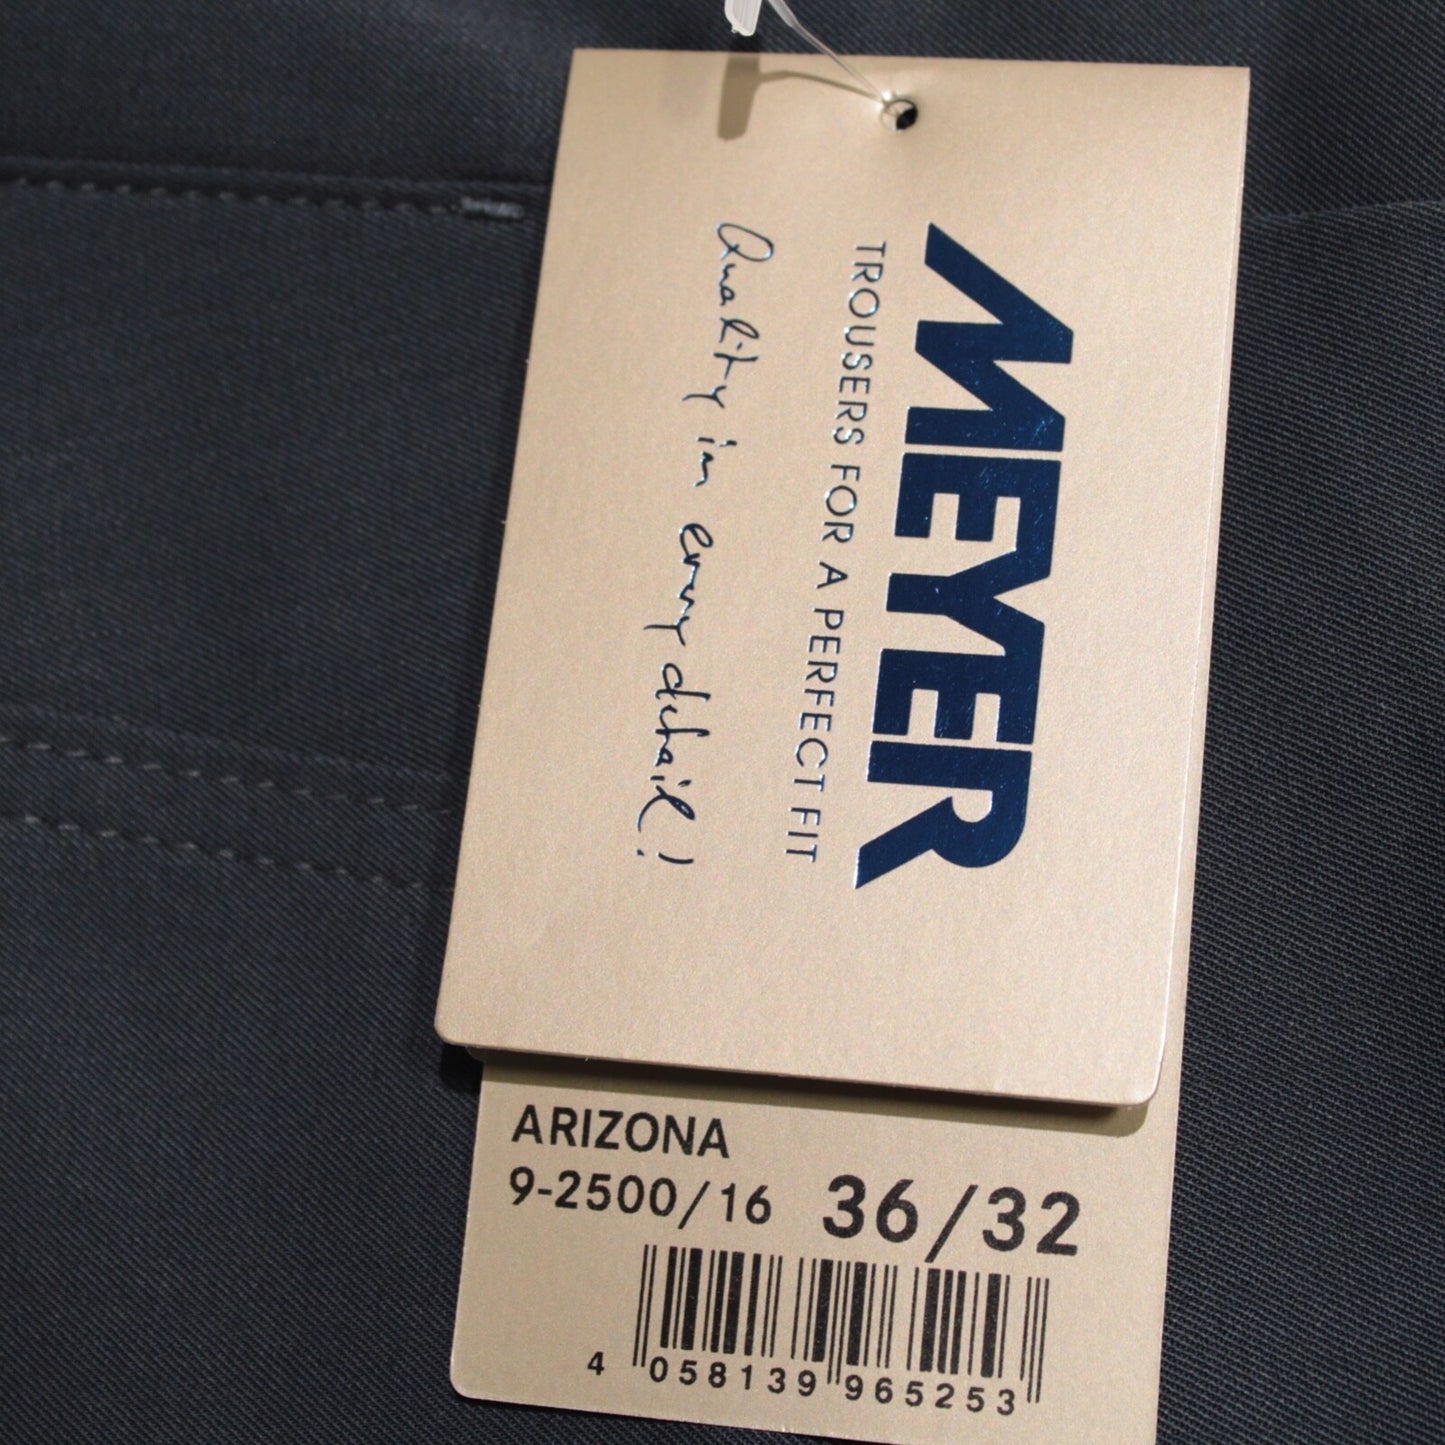 MEYER
TROUSERS FOR A PERFECT FIT
Quality in every detail!
ARIZONA
9-2500/16 36/32
4 058139 965253